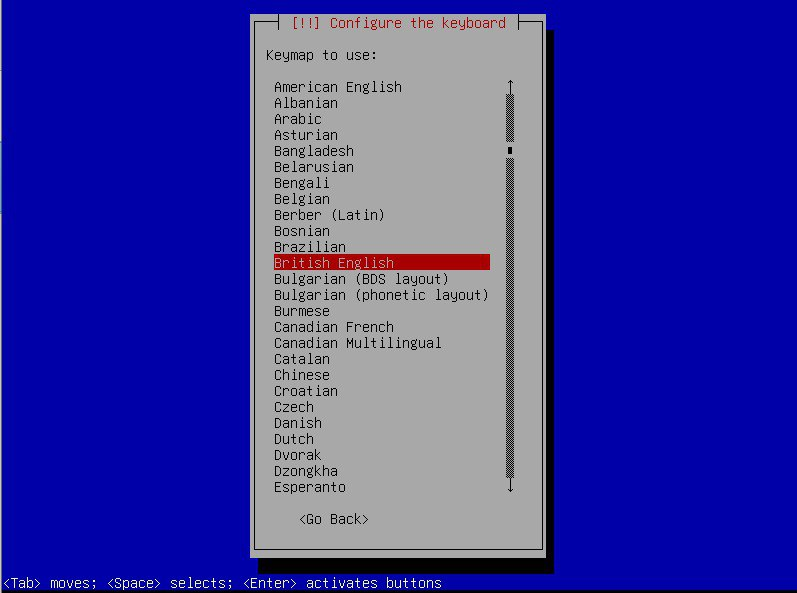 [!!] Configure the keyboard
Keymap to use:
American English
Albanian
Arabic
Asturian
Bangladesh
Belarusian
Bengali
Belgian
Berber (Latin)
Bosnian
Brazilian
British English
Bulgarian (BDS layout)
Bulgarian (phonetic layout)
Burmese
Canadian French
Canadian Multilingual
Catalan
Chinese
Croatian
Czech
Danish
Dutch
Dvorak
Dzongkha
Esperanto
<Go Back>
<Tab> moves; <Space> selects; <Enter> activates buttons